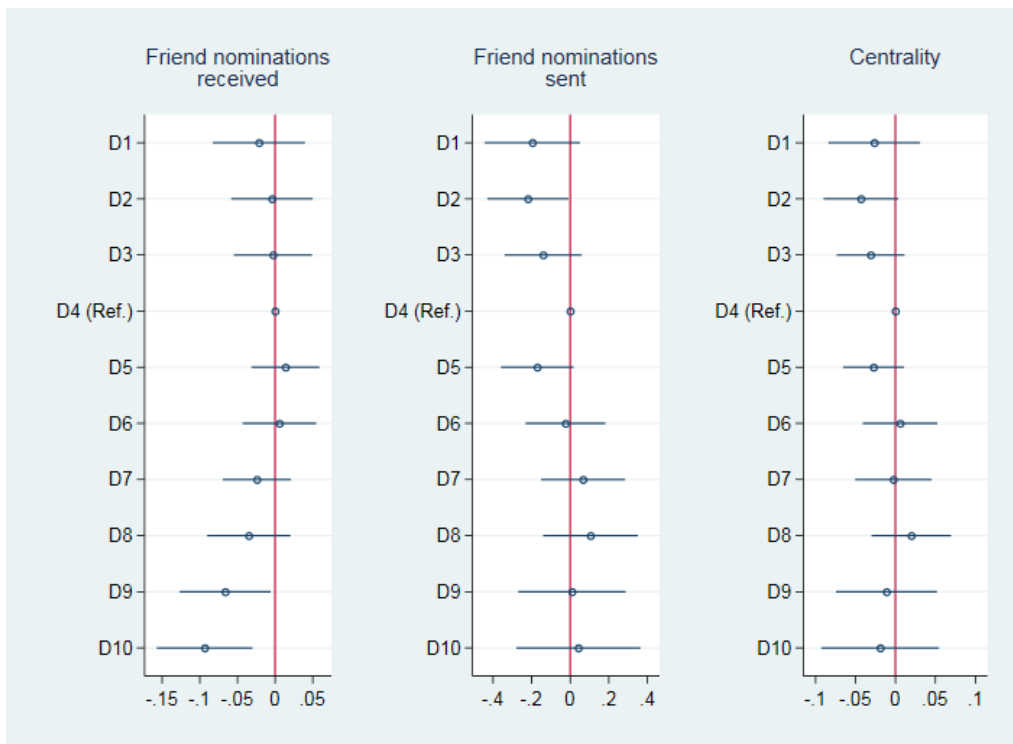 Friend nominations
received
D1
D2
D3
D4 (Ref.)
D5
D6
D7
D8
D9
D10
-.15 -.1 -.05 0 .05
Friend nominations
sent
D1
D2
D3
D4 (Ref.)
D5
D6
D7
D8
D9
D10
-.4 -.2 0 .2 .4
Centrality
D1
D2
D3
D4 (Ref.)
D5
D6
D7
D8
D9
D10
-.1 -.05 0 .05 .1